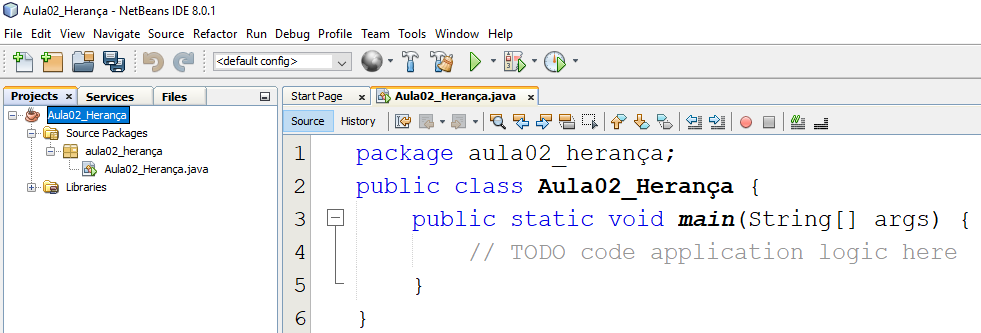 Aula02_Herança - NetBeans IDE 8.0.1
File Edit View Navigate Source Refactor Run Debug Profile Team Tools Window Help
<default config>
Projects x Services Files
Aula02_Herança
Source Packages
aula02_herança
Aula02_Herança.java
Libraries
Start Page x Aula02_Herança.java x
Source History
1 package aula02_herança;
2 public class Aula02_Herança {
3 public static void main(String[] args) {
4 // TODO code application logic here
5 }
6 }